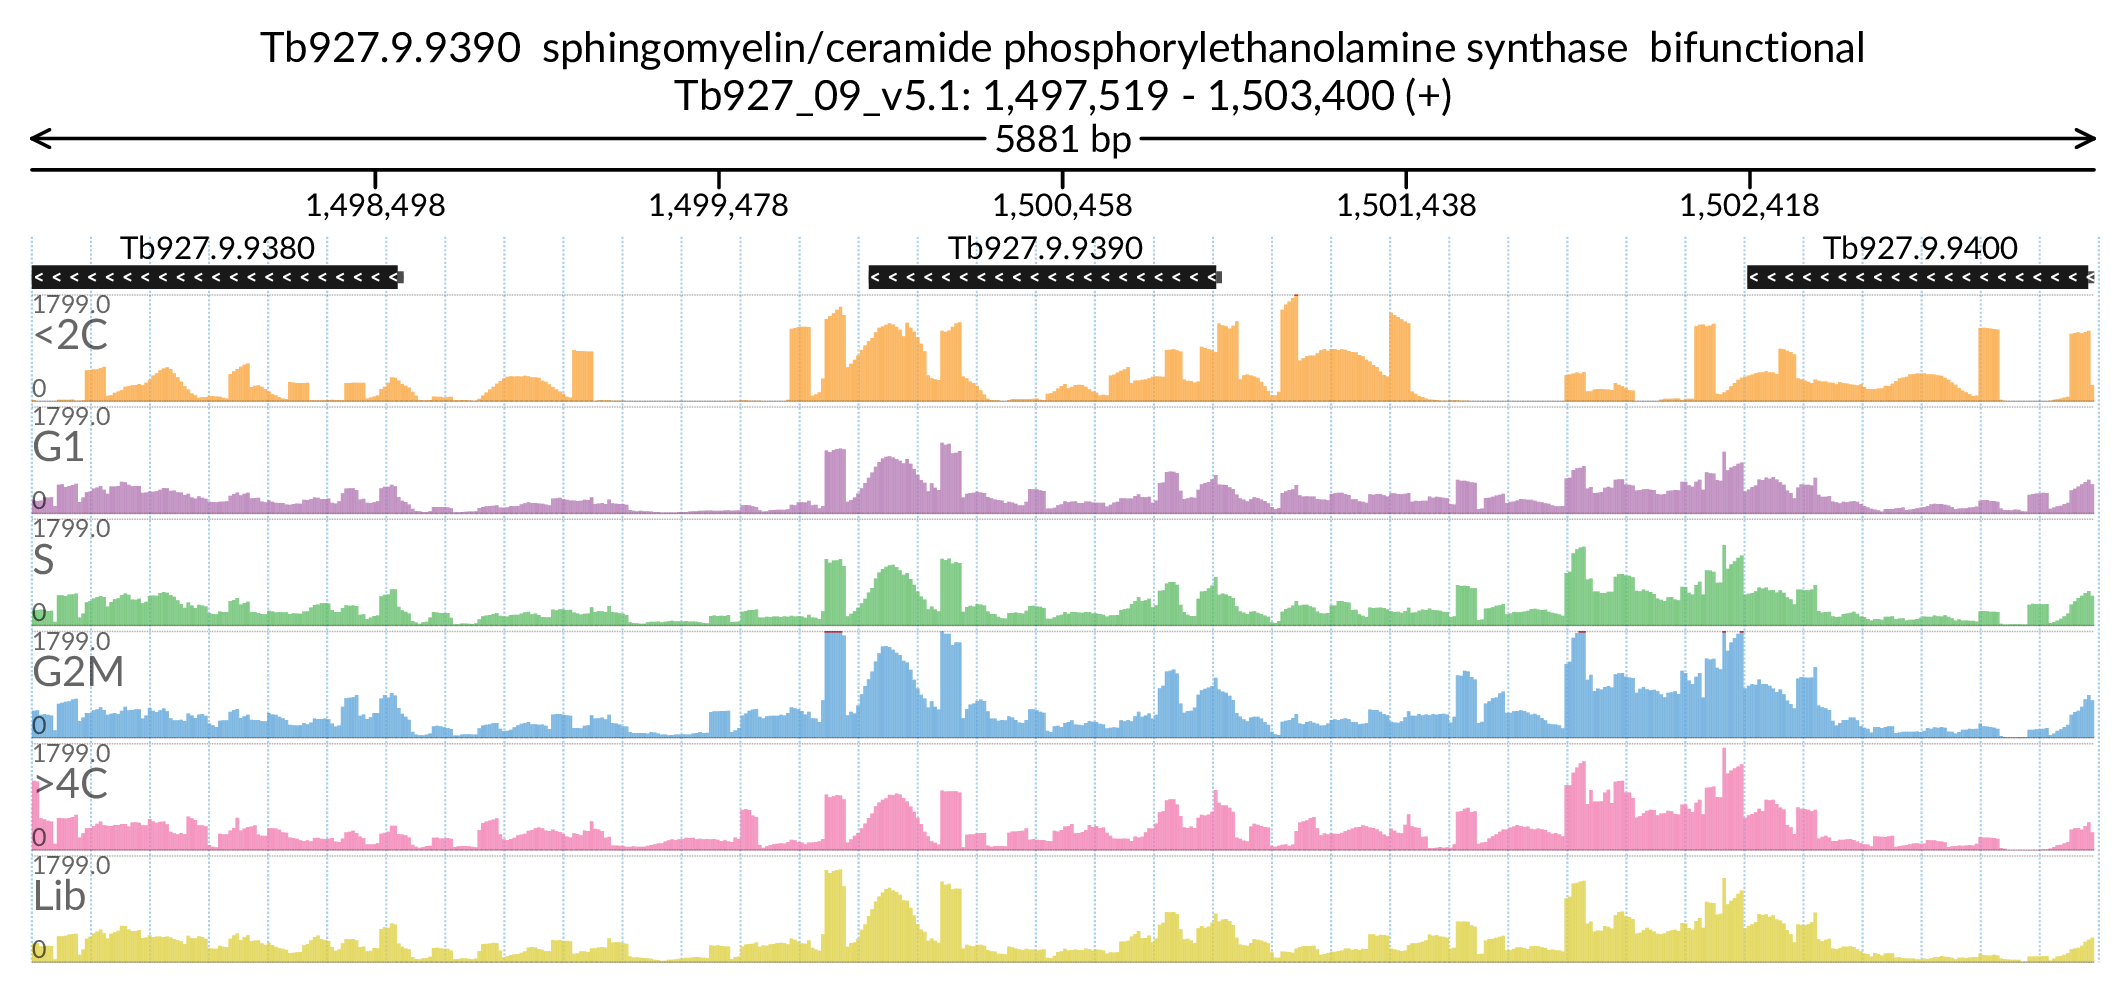 Tb927.9.9390 sphingomyelin/ceramide phosphorylethanolamine synthase bifunctional
Tb927_09_v5.1: 1,497,519 - 1,503,400 (+)
5881 bp
1,498,498 1,499,478 1,500,458 1,501,438 1,502,418
Tb927.9.9380 Tb927.9.9390 Tb927.9.9400
1799.0
<2C
0
1799.0
G1
0
1799.0
S
0
1799.0
G2M
0
1799.0
>4C
0
1799.0
Lib
0